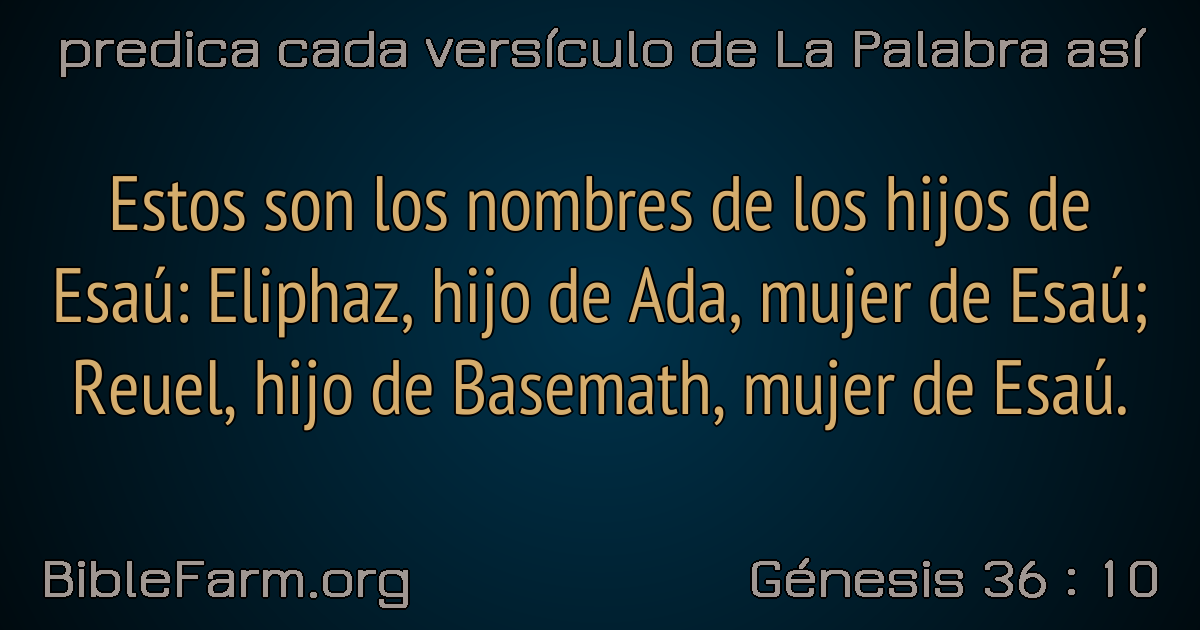 predica cada versículo de La Palabra así
Estos son los nombres de los hijos de
Esaú: Eliphaz, hijo de Ada, mujer de Esaú;
Reuel, hijo de Basemath, mujer de Esaú.
BibleFarm.org
Génesis 36 : 10